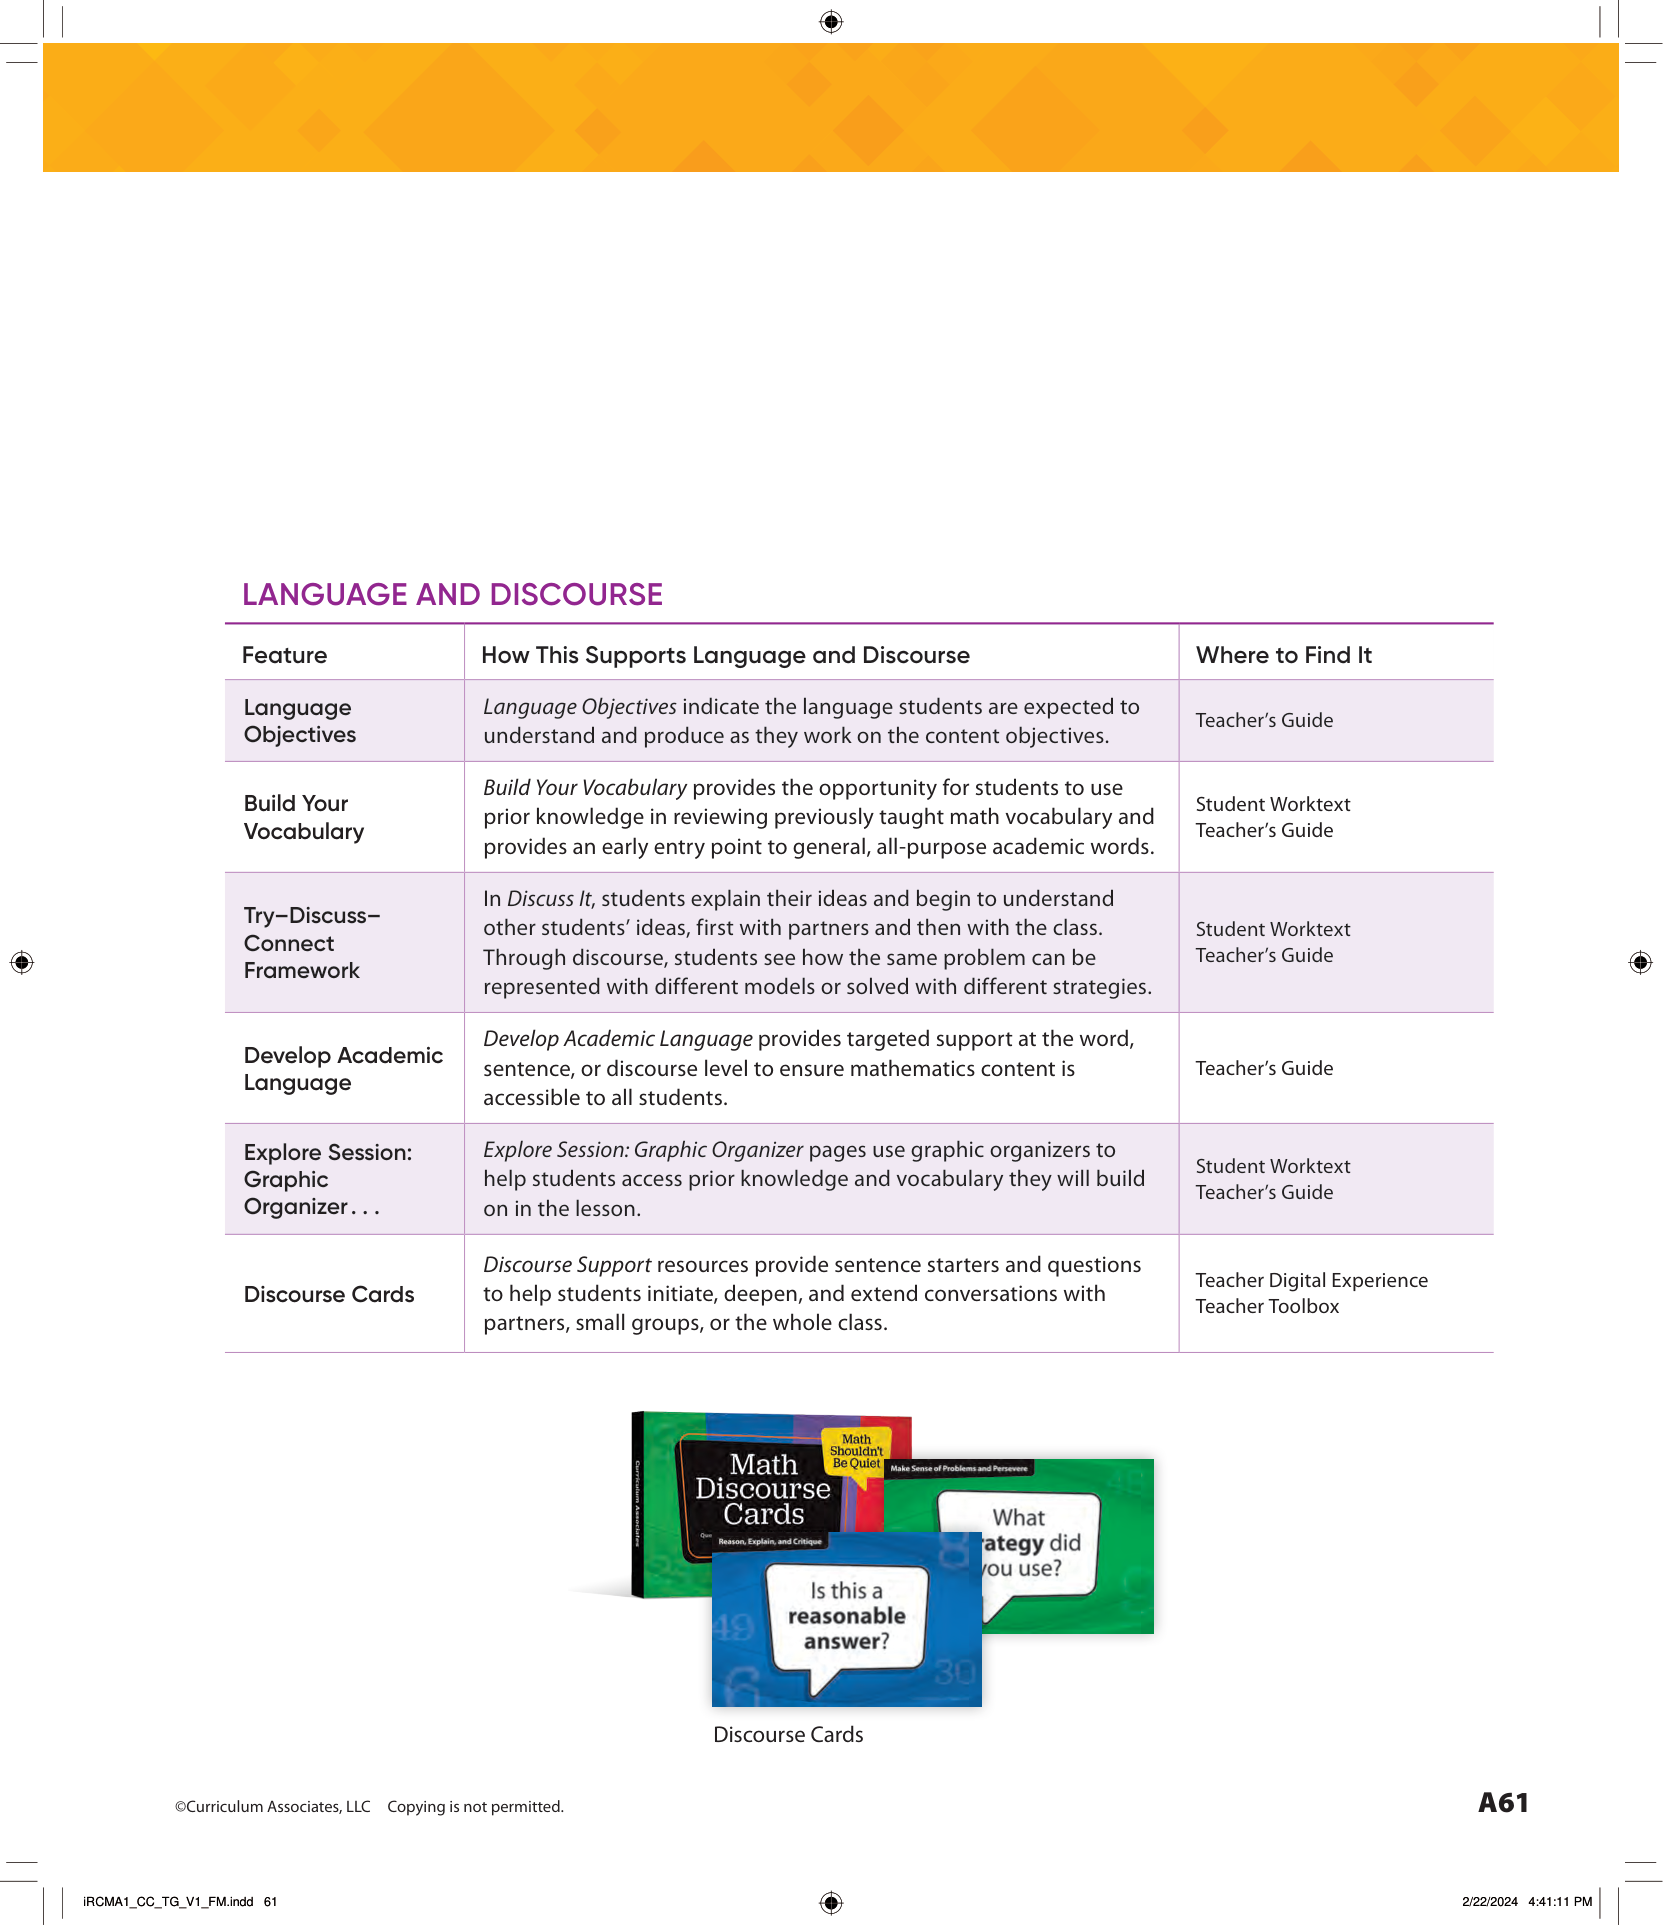 LANGUAGE AND DISCOURSE
Feature
How This Supports Language and Discourse
Where to Find It
Language
Objectives
Language Objectives indicate the language students are expected to
understand and produce as they work on the content objectives.
Teacher’s Guide
Build Your
Vocabulary
Build Your Vocabulary provides the opportunity for students to use
prior knowledge in reviewing previously taught math vocabulary and
provides an early entry point to general, all-purpose academic words.
Student Worktext
Teacher’s Guide
Try–Discuss–
Connect
Framework
In Discuss It, students explain their ideas and begin to understand
other students’ ideas, first with partners and then with the class.
Through discourse, students see how the same problem can be
represented with different models or solved with different strategies.
Student Worktext
Teacher’s Guide
Develop Academic
Language
Develop Academic Language provides targeted support at the word,
sentence, or discourse level to ensure mathematics content is
accessible to all students.
Teacher’s Guide
Explore Session:
Graphic
Organizer . . .
Explore Session: Graphic Organizer pages use graphic organizers to
help students access prior knowledge and vocabulary they will build
on in the lesson.
Student Worktext
Teacher’s Guide
Discourse Cards
Discourse Support resources provide sentence starters and questions
to help students initiate, deepen, and extend conversations with
partners, small groups, or the whole class.
Teacher Digital Experience
Teacher Toolbox
Curriculum Associates
Math
Discourse
Cards
Math
Shouldn't
Be Quiet
Make Sense of Problems and Persevere
What
rategy did
you use?
Reason, Explain, and Critique
Is this a
reasonable
answer?
49
6
30
8
Discourse Cards
©Curriculum Associates, LLC Copying is not permitted.
A61
iRCMA1_CC_TG_V1_FM.indd 61
2/22/2024 4:41:11 PM